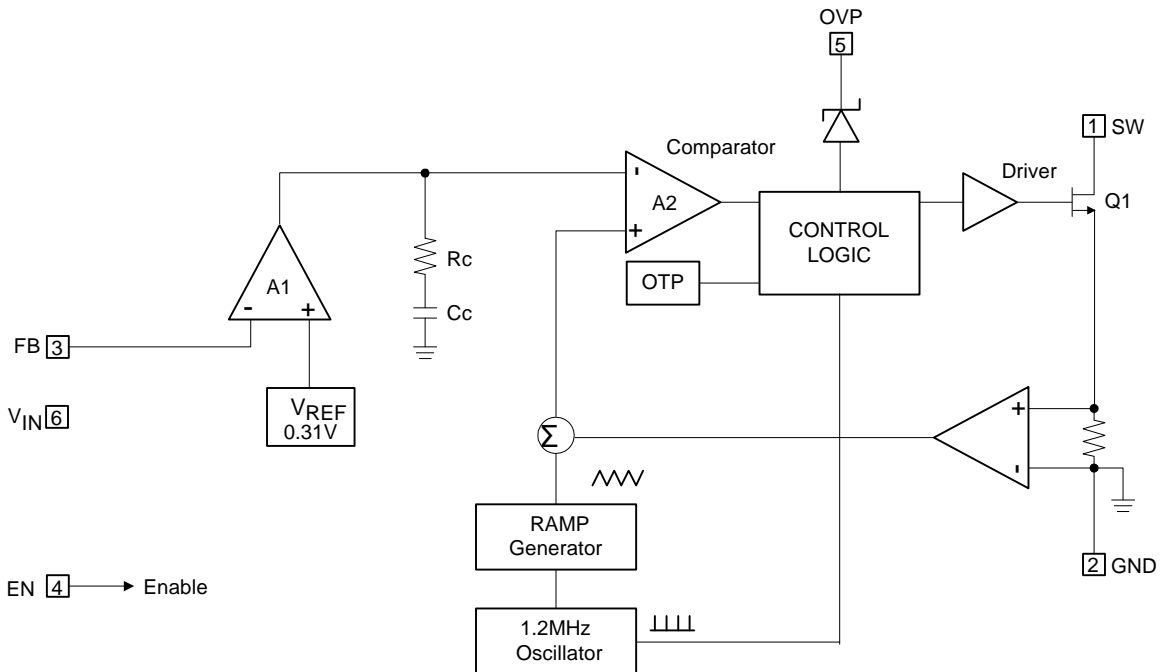 OVP
5
1 SW
Comparator
Driver
-
A2
+
Q1
CONTROL
LOGIC
Rc
OTP
A1
- +
Cc
FB 3
VREF
0.31V
VIN 6
Σ
+
-
RAMP
Generator
2 GND
EN 4 Enable
1.2MHz
Oscillator